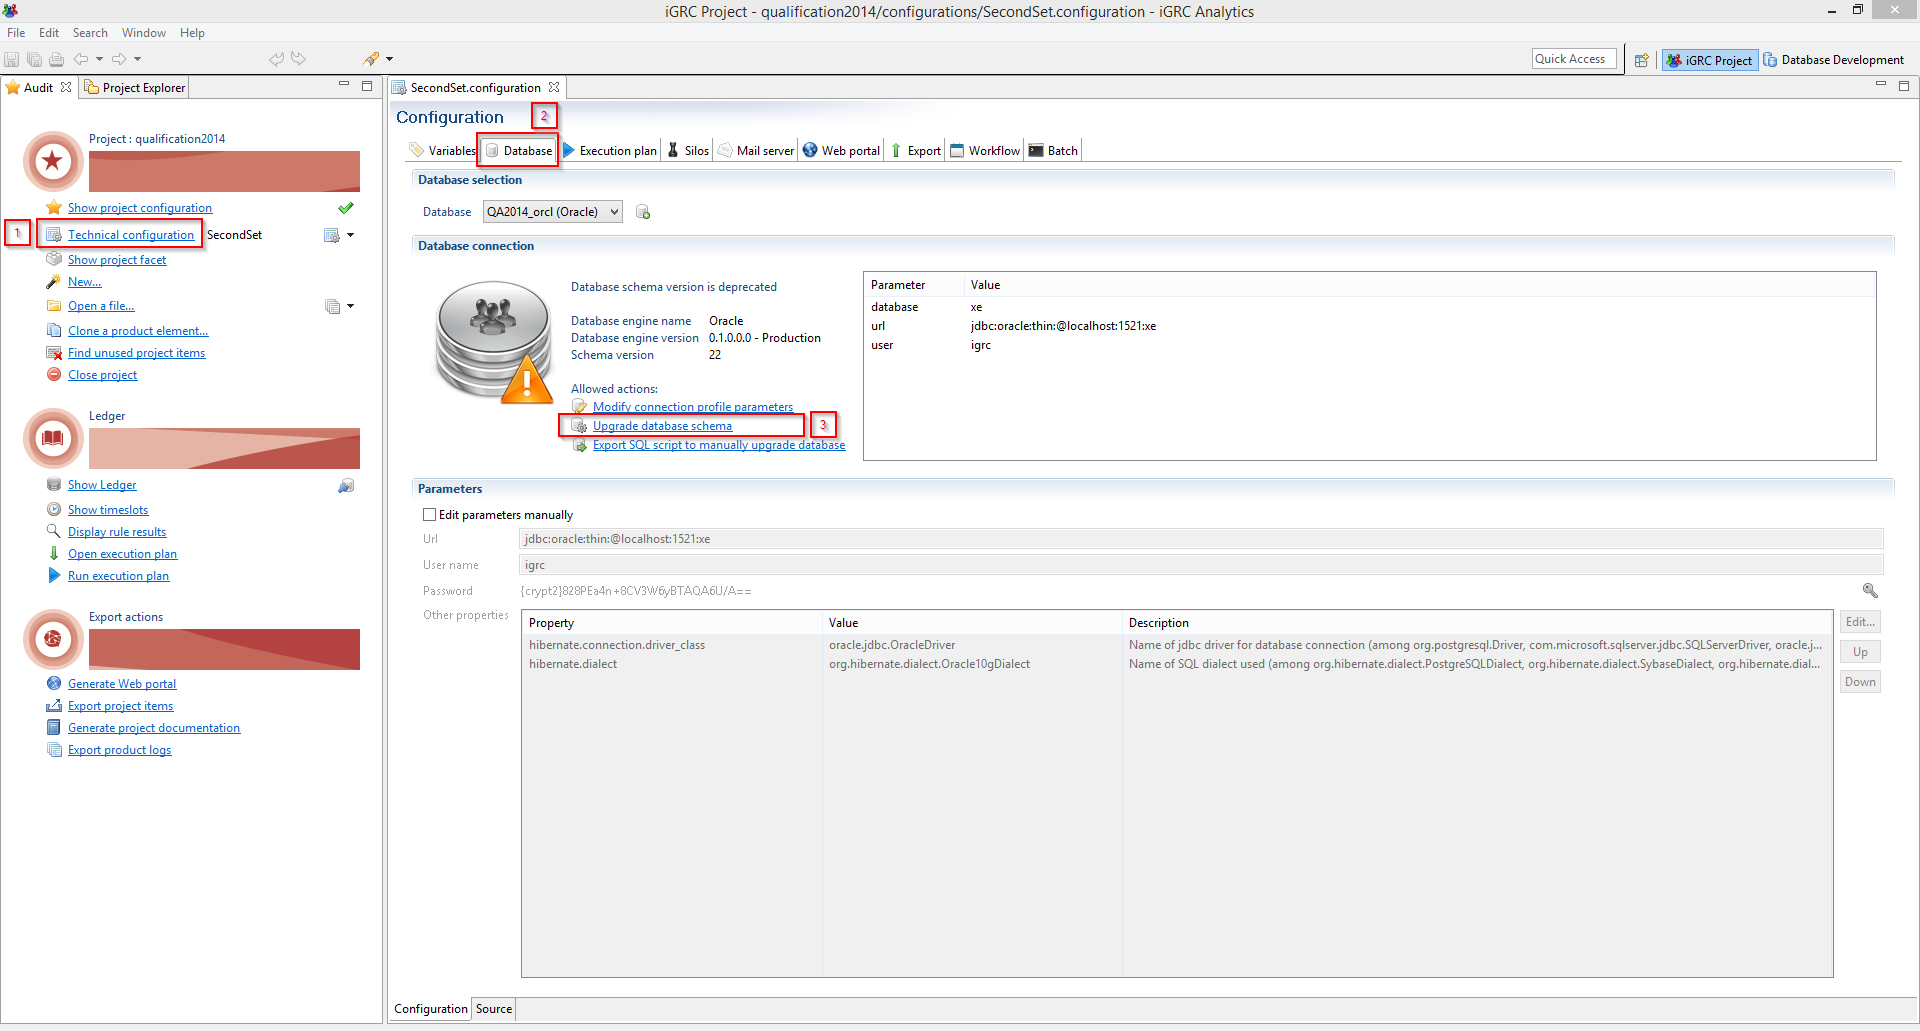 iGRC Project - qualification2014/configurations/SecondSet.configuration - iGRC Analytics
File Edit Search Window Help
Quick Access
iGRC Project
Database Development
Audit
Project Explorer
Project : qualification2014
Show project configuration
1
Technical configuration
SecondSet
Show project facet
New...
Open a file...
Clone a product element...
Find unused project items
Close project
Ledger
Show Ledger
Show timeslots
Display rule results
Open execution plan
Run execution plan
Export actions
Generate Web portal
Export project items
Generate project documentation
Export product logs
SecondSet.configuration
Configuration
2
Variables Database Execution plan Silos Mail server Web portal Export Workflow Batch
Database selection
Database QA2014_orcl (Oracle)
Database connection
Database schema version is deprecated
Database engine name Oracle
Database engine version 0.1.0.0.0 - Production
Schema version 22
Allowed actions:
Modify connection profile parameters
Upgrade database schema
3
Export SQL script to manually upgrade database
Parameter Value
database xe
url jdbc:oracle:thin:@localhost:1521:xe
user igrc
Parameters
Edit parameters manually
Url jdbc:oracle:thin:@localhost:1521:xe
User name igrc
Password {crypt2}828PEa4n+8CV3W6yBTAQA6U/A==
Other properties
Property Value Description
hibernate.connection.driver_class oracle.jdbc.OracleDriver Name of jdbc driver for database connection (among org.postgresql.Driver, com.microsoft.sqlserver.jdbc.SQLServerDriver, oracle.j...
hibernate.dialect org.hibernate.dialect.Oracle10gDialect Name of SQL dialect used (among org.hibernate.dialect.PostgreSQLDialect, org.hibernate.dialect.SybaseDialect, org.hibernate.dial...
Edit...
Up
Down
Configuration Source